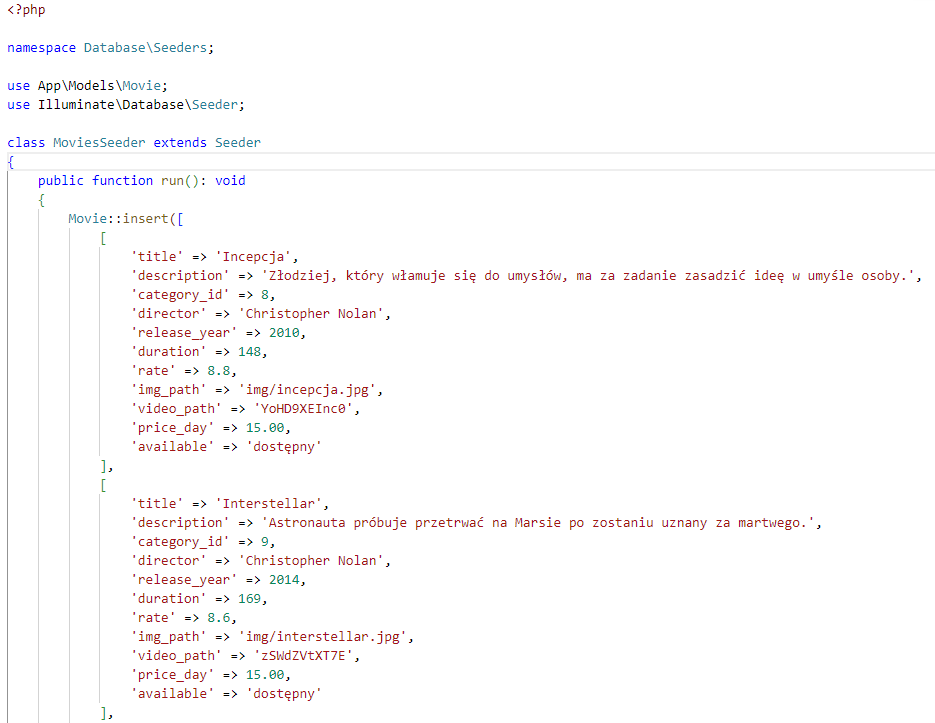 <?php
namespace Database\Seeders;
use App\Models\Movie;
use Illuminate\Database\Seeder;
class MoviesSeeder extends Seeder
{
public function run(): void
{
Movie::insert([
[
'title' => 'Incepcja',
'description' => 'Złodziej, który włamuje się do umysłów, ma za zadanie zasadzić ideę w umyśle osoby.',
'category_id' => 8,
'director' => 'Christopher Nolan',
'release_year' => 2010,
'duration' => 148,
'rate' => 8.8,
'img_path' => 'img/incepcja.jpg',
'video_path' => 'YoHD9XEInc0',
'price_day' => 15.00,
'available' => 'dostępny'
],
[
'title' => 'Interstellar',
'description' => 'Astronauta próbuje przetrwać na Marsie po zostaniu uznany za martwego.',
'category_id' => 9,
'director' => 'Christopher Nolan',
'release_year' => 2014,
'duration' => 169,
'rate' => 8.6,
'img_path' => 'img/interstellar.jpg',
'video_path' => 'zSWdZVtXT7E',
'price_day' => 15.00,
'available' => 'dostępny'
],